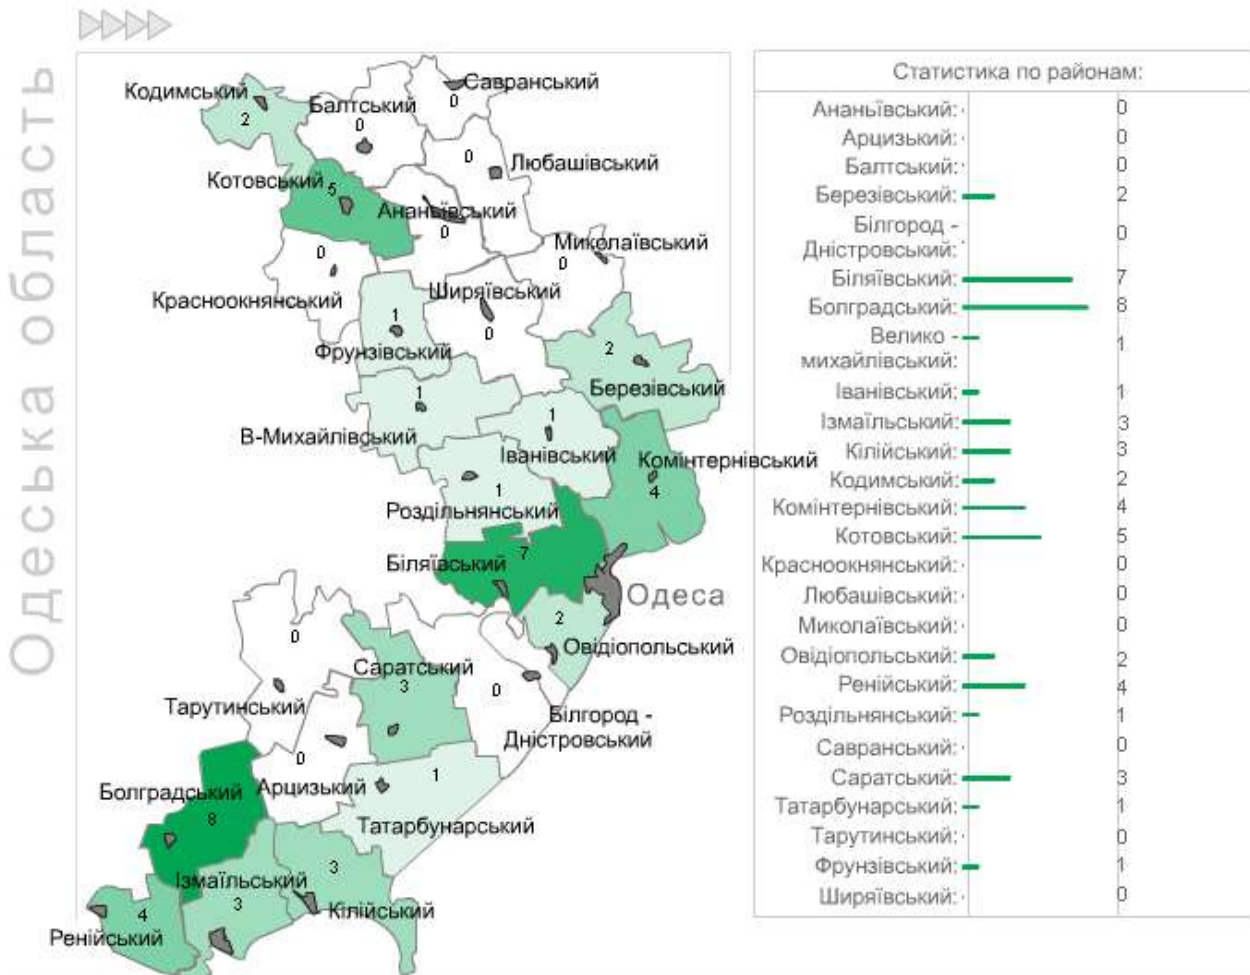 Одеська область
Кодимський
2
Балтський
0
Савранський
0
Любашівський
0
Котовський
5
Ананьївський
0
Миколаївський
0
Красноокнянський
0
Ширяївський
0
Фрунзівський
1
Березівський
2
В-Михайлівський
1
Іванівський
1
Комінтернівський
4
Роздільнянський
1
Біляївський
7
Одеса
Овідіопольський
2
Тарутинський
0
Саратський
3
Білгород -
Дністровський
0
Арцизький
0
Татарбунарський
1
Болградський
8
Ізмаїльський
3
Кілійський
3
Ренійський
4
Статистика по районам:
Ананьївський: 0
Арцизький: 0
Балтський: 0
Березівський: 2
Білгород -
Дністровський: 0
Біляївський: 7
Болградський: 8
Велико -
михайлівський: 1
Іванівський: 1
Ізмаїльський: 3
Кілійський: 3
Кодимський: 2
Комінтернівський: 4
Котовський: 5
Красноокнянський: 0
Любашівський: 0
Миколаївський: 0
Овідіопольський: 2
Ренійський: 4
Роздільнянський: 1
Савранський: 0
Саратський: 3
Татарбунарський: 1
Тарутинський: 0
Фрунзівський: 1
Ширяївський: 0